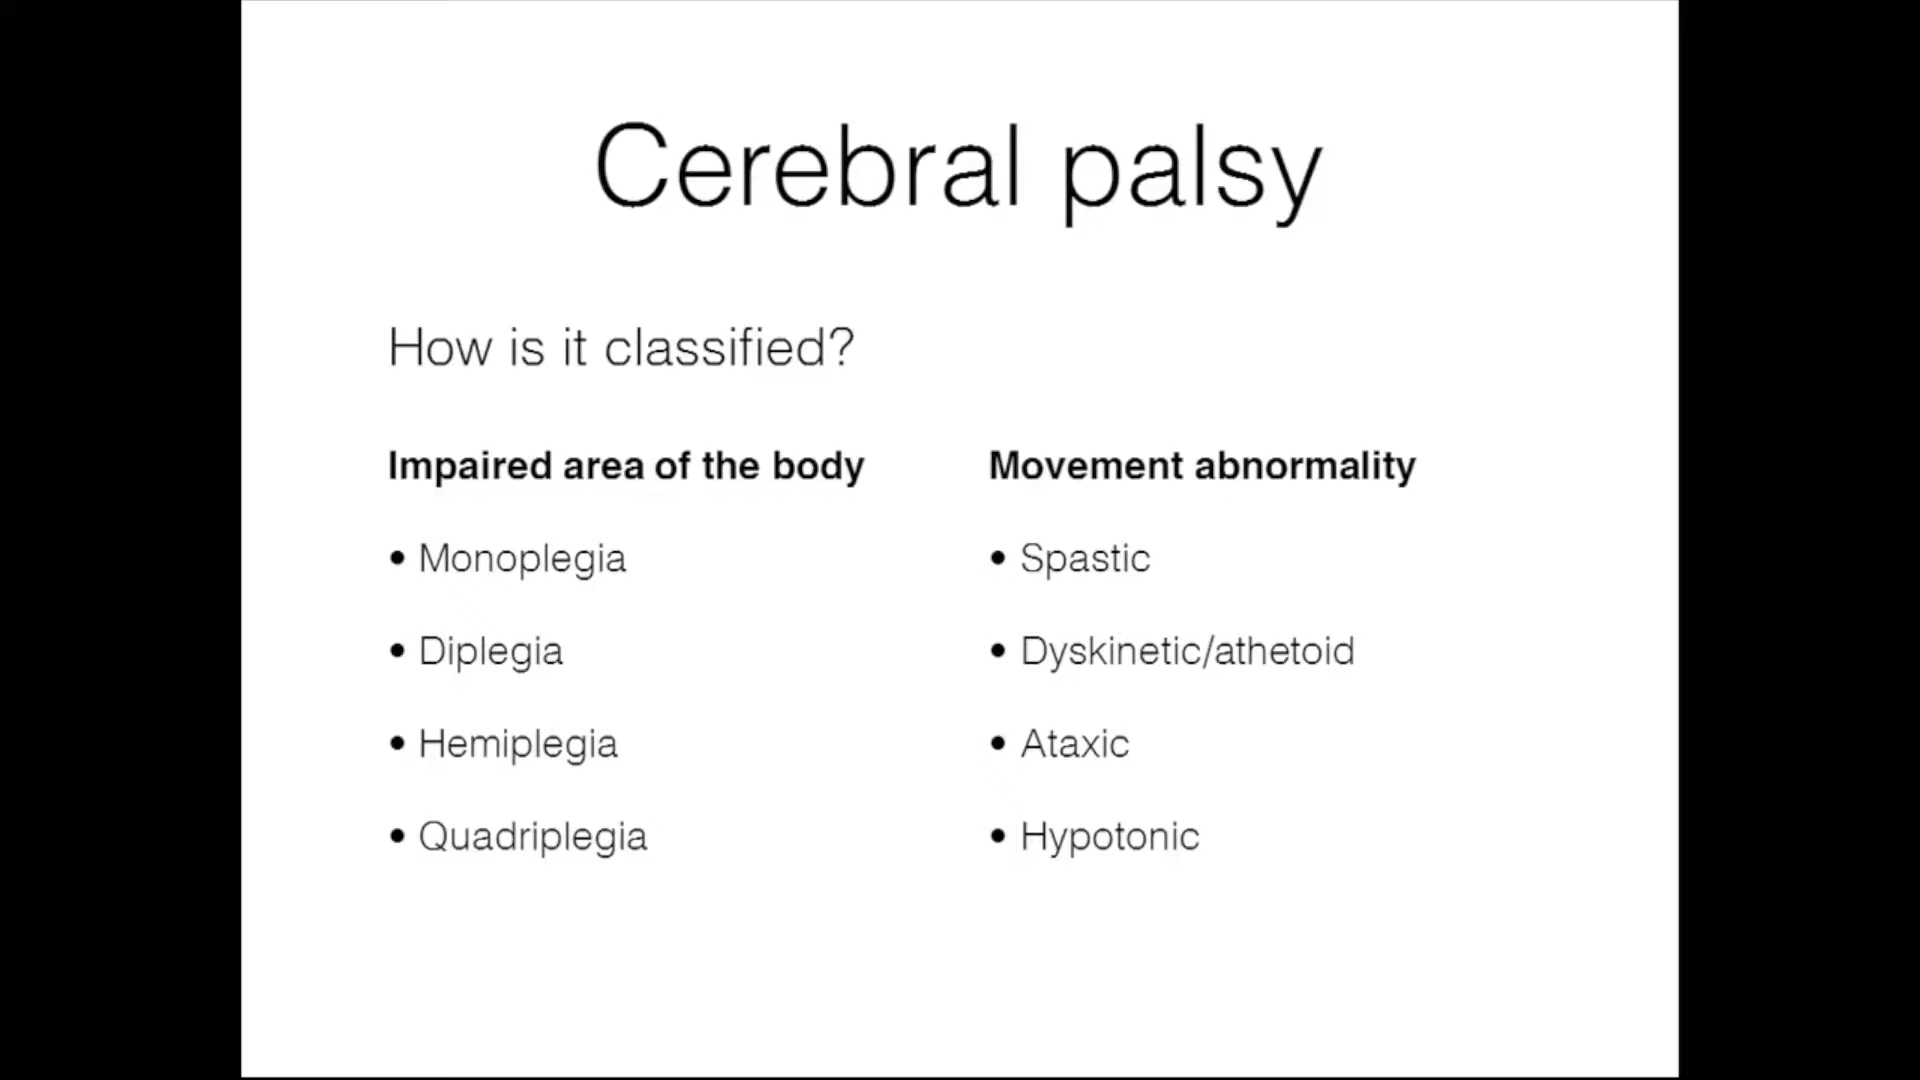 Cerebral palsy
How is it classified?
Impaired area of the body
• Monoplegia
• Diplegia
• Hemiplegia
• Quadriplegia
Movement abnormality
• Spastic
• Dyskinetic/athetoid
• Ataxic
• Hypotonic